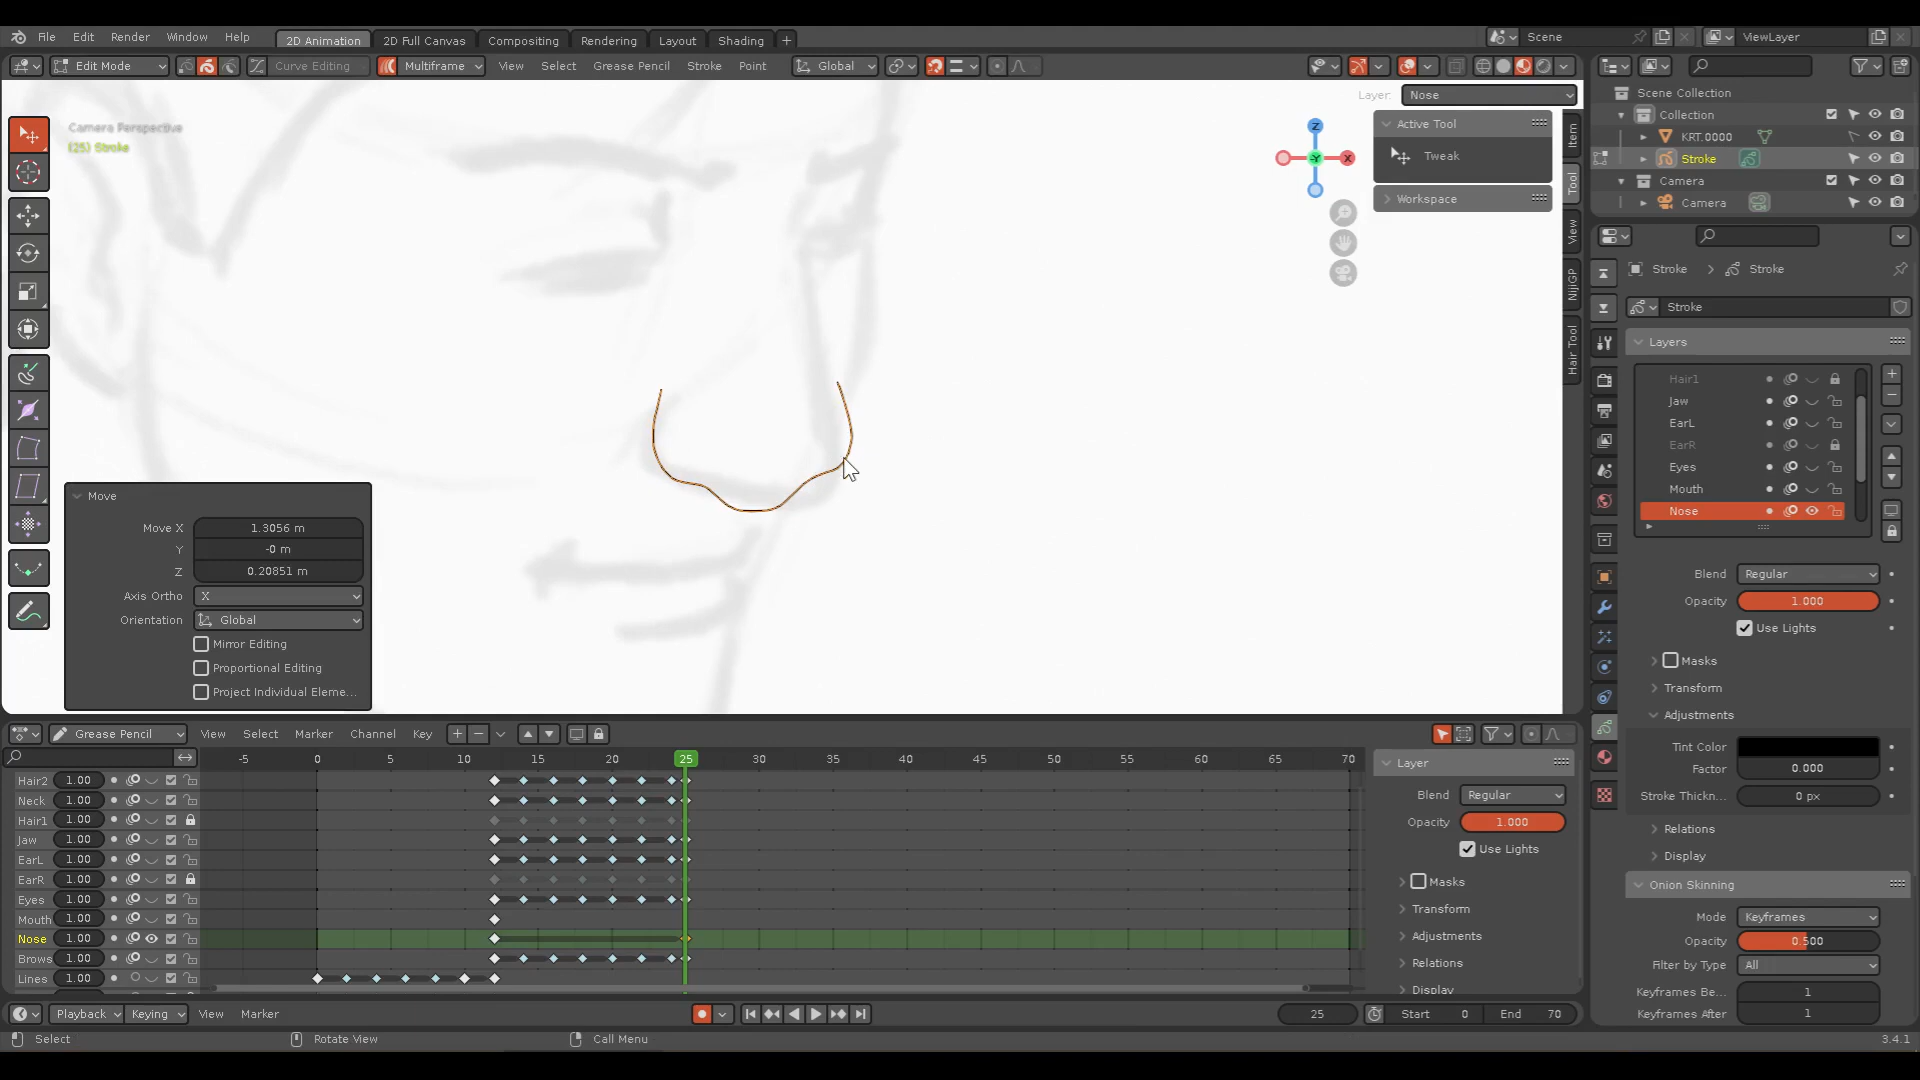 File Edit Render Window Help 2D Animation 2D Full Canvas Compositing Rendering Layout Shading + Scene ViewLayer
Edit Mode Curve Editing Multiframe View Select Grease Pencil Stroke Point Global
Layer: Nose
Camera Perspective
(25) Stroke
Z
-Y
X
Active Tool
Tweak
Workspace
Item
Tool
View
NijiGP
Hair Tool
Scene Collection
Collection
KRT.0000
Stroke
Camera
Camera
Stroke > Stroke
Stroke
Layers
Hair1
Jaw
EarL
EarR
Eyes
Mouth
Nose
Blend Regular
Opacity 1.000
Use Lights
Masks
Transform
Adjustments
Tint Color
Factor 0.000
Stroke Thickn... 0 px
Relations
Display
Onion Skinning
Mode Keyframes
Opacity 0.500
Filter by Type All
Keyframes Be... 1
Keyframes After 1
Move
Move X 1.3056 m
Y -0 m
Z 0.20851 m
Axis Ortho X
Orientation Global
Mirror Editing
Proportional Editing
Project Individual Eleme...
Grease Pencil View Select Marker Channel Key
-5 0 5 10 15 20 25 30 35 40 45 50 55 60 65 70
Hair2 1.00
Neck 1.00
Hair1 1.00
Jaw 1.00
EarL 1.00
EarR 1.00
Eyes 1.00
Mouth 1.00
Nose 1.00
Brows 1.00
Lines 1.00
Layer
Blend Regular
Opacity 1.000
Use Lights
Masks
Transform
Adjustments
Relations
Display
Playback Keying View Marker 25 Start 0 End 70
Select Rotate View Call Menu 3.4.1